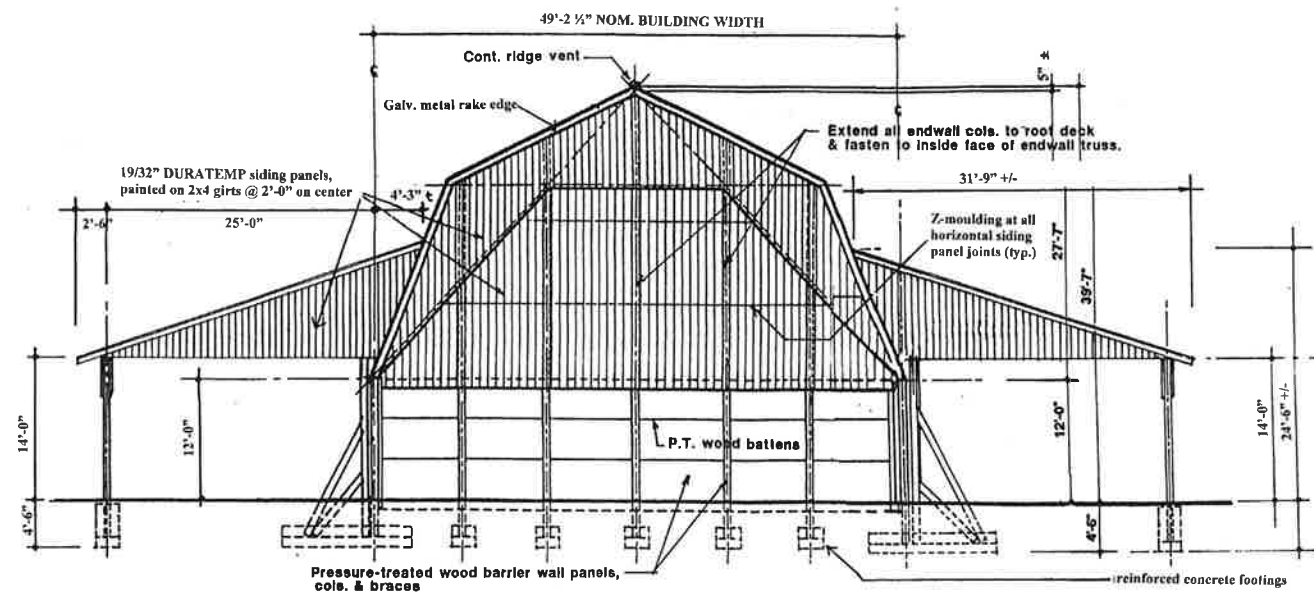 49'-2 ½" NOM. BUILDING WIDTH
Cont. ridge vent
5" ±
Galv. metal rake edge
Extend all endwall cols. to roof deck
& fasten to inside face of endwall truss.
19/32" DURATEMP siding panels,
painted on 2x4 girts @ 2'-0" on center
4'-3"
31'-9" +/-
2'-6"
25'-0"
Z-moulding at all
horizontal siding
panel joints (typ.)
27'-7"
39'-7"
14'-0"
12'-0"
12'-0"
14'-0"
24'-6" +/-
P.T. wood battens
4'-6"
4'-6"
Pressure-treated wood barrier wall panels,
cols. & braces
reinforced concrete footings